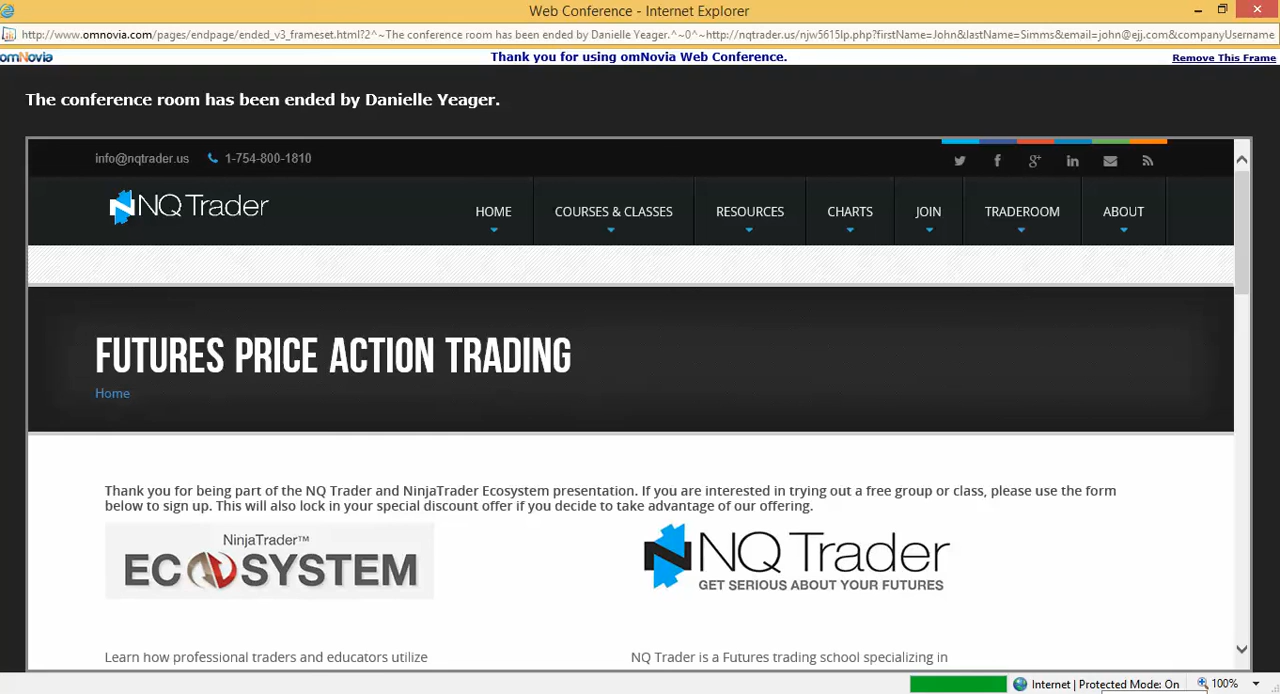 Web Conference - Internet Explorer
http://www.omnovia.com/pages/endpage/ended_v3_frameset.html?2^~The conference room has been ended by Danielle Yeager.^~0^~http://nqtrader.us/njw5615lp.php?firstName=John&lastName=Simms&email=john@ejj.com&companyUsername
omNovia Thank you for using omNovia Web Conference. Remove This Frame
The conference room has been ended by Danielle Yeager.
info@nqtrader.us 1-754-800-1810
NQ Trader HOME COURSES & CLASSES RESOURCES CHARTS JOIN TRADEROOM ABOUT
FUTURES PRICE ACTION TRADING
Home
Thank you for being part of the NQ Trader and NinjaTrader Ecosystem presentation. If you are interested in trying out a free group or class, please use the form
below to sign up. This will also lock in your special discount offer if you decide to take advantage of our offering.
NinjaTrader™
ECOSYSTEM
NQ Trader
GET SERIOUS ABOUT YOUR FUTURES
Learn how professional traders and educators utilize
NQ Trader is a Futures trading school specializing in
Internet | Protected Mode: On 100%